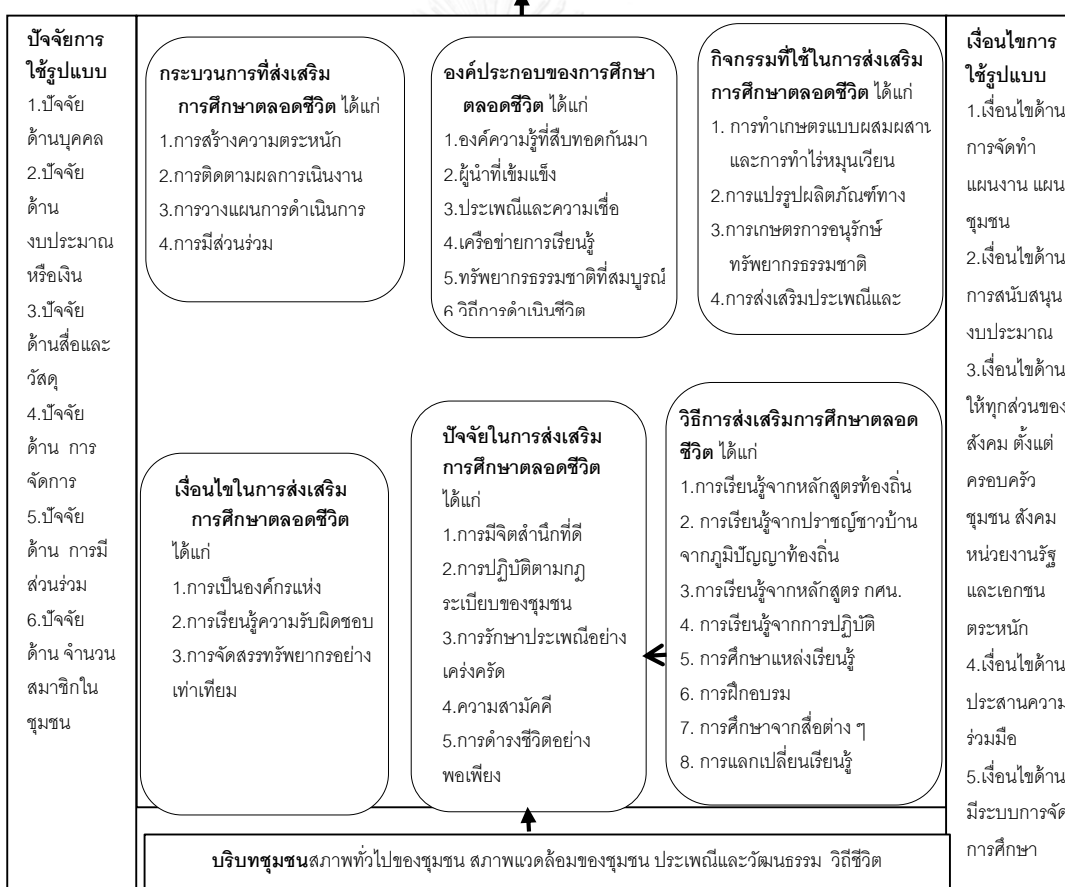 ปัจจัยการ
ใช้รูปแบบ
1.ปัจจัย
ด้านบุคคล
2.ปัจจัย
ด้าน
งบประมาณ
หรือเงิน
3.ปัจจัย
ด้านสื่อและ
วัสดุ
4.ปัจจัย
ด้าน การ
จัดการ
5.ปัจจัย
ด้าน การมี
ส่วนร่วม
6.ปัจจัย
ด้าน จำนวน
สมาชิกใน
ชุมชน
กระบวนการที่ส่งเสริม
การศึกษาตลอดชีวิต ได้แก่
1.การสร้างความตระหนัก
2.การติดตามผลการเนินงาน
3.การวางแผนการดำเนินการ
4.การมีส่วนร่วม
องค์ประกอบของการศึกษา
ตลอดชีวิต ได้แก่
1.องค์ความรู้ที่สืบทอดกันมา
2.ผู้นำที่เข้มแข็ง
3.ประเพณีและความเชื่อ
4.เครือข่ายการเรียนรู้
5.ทรัพยากรธรรมชาติที่สมบูรณ์
6.วิถีการดำเนินชีวิต
กิจกรรมที่ใช้ในการส่งเสริม
การศึกษาตลอดชีวิต ได้แก่
1. การทำเกษตรแบบผสมผสาน
และการทำไร่หมุนเวียน
2.การแปรรูปผลิตภัณฑ์ทาง
3.การเกษตรการอนุรักษ์
ทรัพยากรธรรมชาติ
4.การส่งเสริมประเพณีและ
เงื่อนไขในการส่งเสริม
การศึกษาตลอดชีวิต
ได้แก่
1.การเป็นองค์กรแห่ง
2.การเรียนรู้ความรับผิดชอบ
3.การจัดสรรทรัพยากรอย่าง
เท่าเทียม
ปัจจัยในการส่งเสริม
การศึกษาตลอดชีวิต
ได้แก่
1.การมีจิตสำนึกที่ดี
2.การปฏิบัติตามกฎ
ระเบียบของชุมชน
3.การรักษาประเพณีอย่าง
เคร่งครัด
4.ความสามัคคี
5.การดำรงชีวิตอย่าง
พอเพียง
วิธีการส่งเสริมการศึกษาตลอด
ชีวิต ได้แก่
1.การเรียนรู้จากหลักสูตรท้องถิ่น
2. การเรียนรู้จากปราชญ์ชาวบ้าน
จากภูมิปัญญาท้องถิ่น
3.การเรียนรู้จากหลักสูตร กศน.
4. การเรียนรู้จากการปฏิบัติ
5. การศึกษาแหล่งเรียนรู้
6. การฝึกอบรม
7. การศึกษาจากสื่อต่าง ๆ
8. การแลกเปลี่ยนเรียนรู้
เงื่อนไขการ
ใช้รูปแบบ
1.เงื่อนไขด้าน
การจัดทำ
แผนงาน แผน
ชุมชน
2.เงื่อนไขด้าน
การสนับสนุน
งบประมาณ
3.เงื่อนไขด้าน
ให้ทุกส่วนของ
สังคม ตั้งแต่
ครอบครัว
ชุมชน สังคม
หน่วยงานรัฐ
และเอกชน
ตระหนัก
4.เงื่อนไขด้าน
ประสานความ
ร่วมมือ
5.เงื่อนไขด้าน
มีระบบการจัด
การศึกษา
บริบทชุมชนสภาพทั่วไปของชุมชน สภาพแวดล้อมของชุมชน ประเพณีและวัฒนธรรม วิถีชีวิต